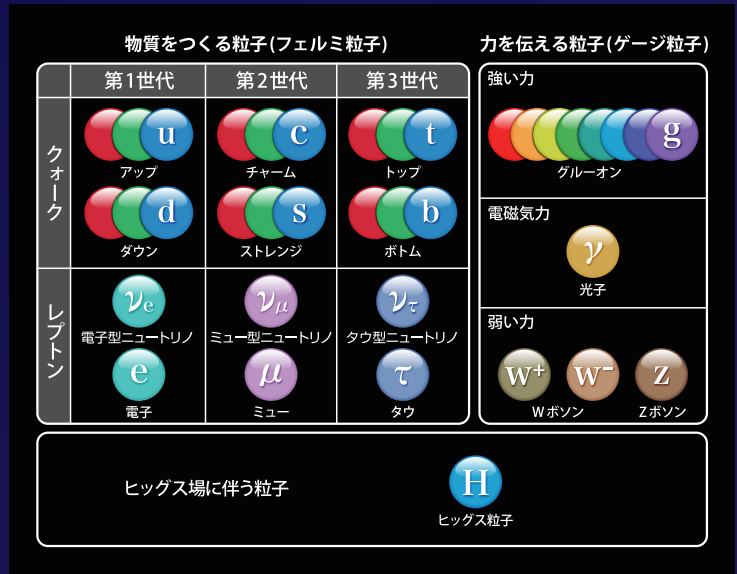 物質をつくる粒子(フェルミ粒子)
第1世代 第2世代 第3世代
クォーク
u c t
アップ チャーム トップ
d s b
ダウン ストレンジ ボトム
レプトン
νe νμ ντ
電子型ニュートリノ ミュー型ニュートリノ タウ型ニュートリノ
e μ τ
電子 ミュー タウ
力を伝える粒子(ゲージ粒子)
強い力
g
グルーオン
電磁気力
γ
光子
弱い力
W+ W- Z
Wボソン Zボソン
ヒッグス場に伴う粒子
H
ヒッグス粒子